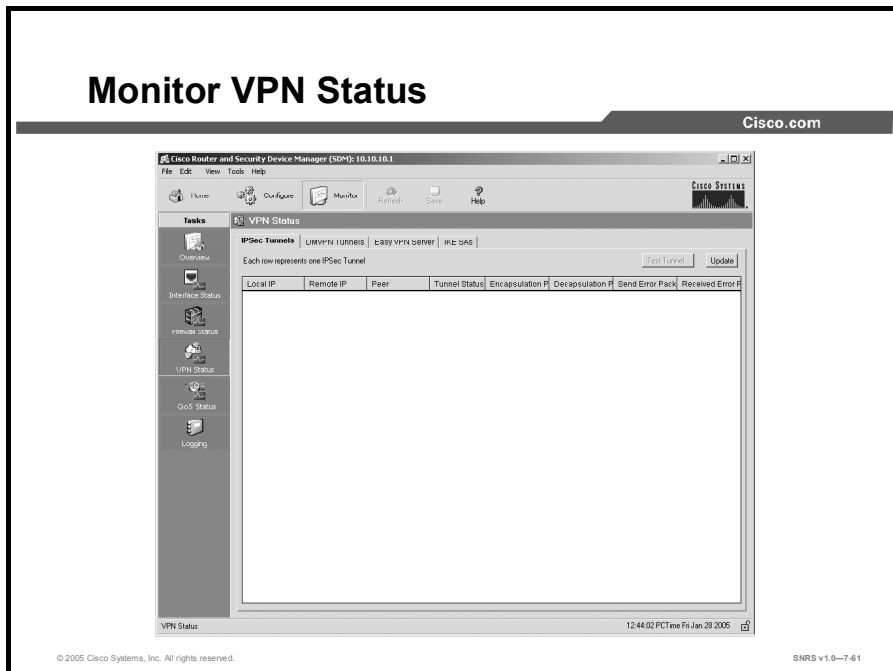 Monitor VPN Status
Cisco.com
Cisco Router and Security Device Manager (SDM): 10.10.10.1
File Edit View Tools Help
Home Configure Monitor Refresh Save Help
CISCO SYSTEMS
Tasks
VPN Status
Overview
Interface Status
Firewall Status
VPN Status
QoS Status
Logging
IPSec Tunnels DMVPN Tunnels Easy VPN Server IKE SAs
Each row represents one IPSec Tunnel
Test Tunnel... Update
Local IP Remote IP Peer Tunnel Status Encapsulation P Decapsulation P Send Error Pack Received Error P
VPN Status
12:44:02 PCTime Fri Jan 28 2005
© 2005 Cisco Systems, Inc. All rights reserved.
SNRS v1.0—7-61